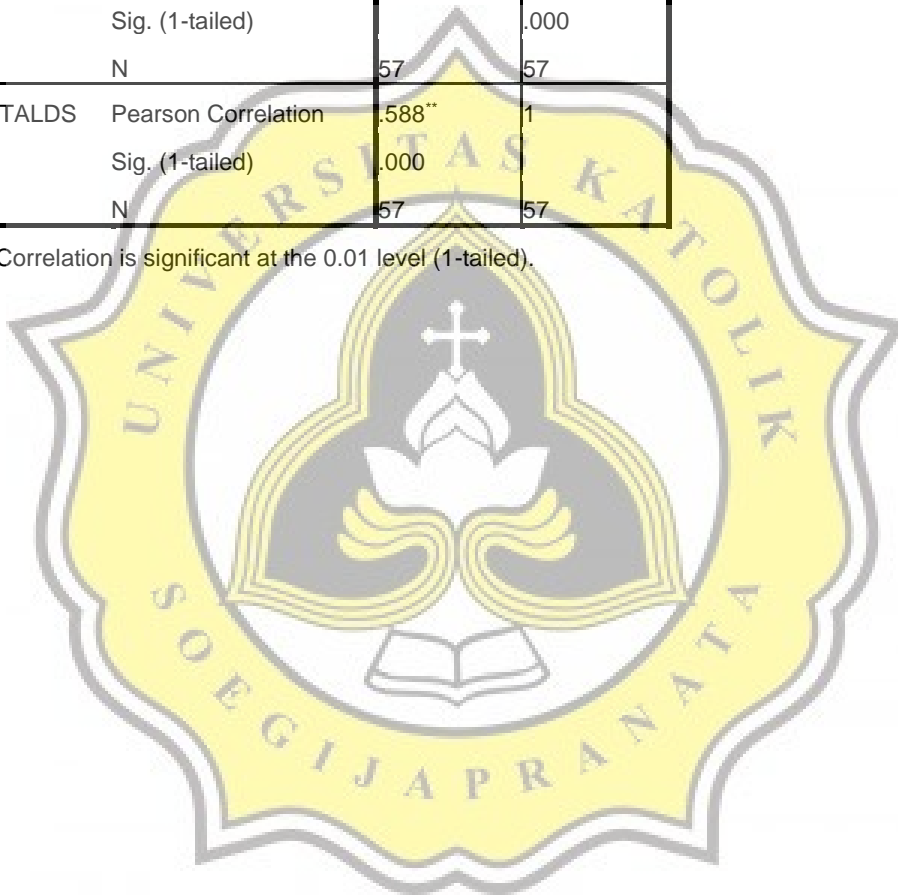 Sig. (1-tailed) .000
N 57 57
TALDS Pearson Correlation .588** 1
Sig. (1-tailed) .000
N 57 57
Correlation is significant at the 0.01 level (1-tailed).
UNIVERSITAS KATOLIK
SOEGIJAPRANATA